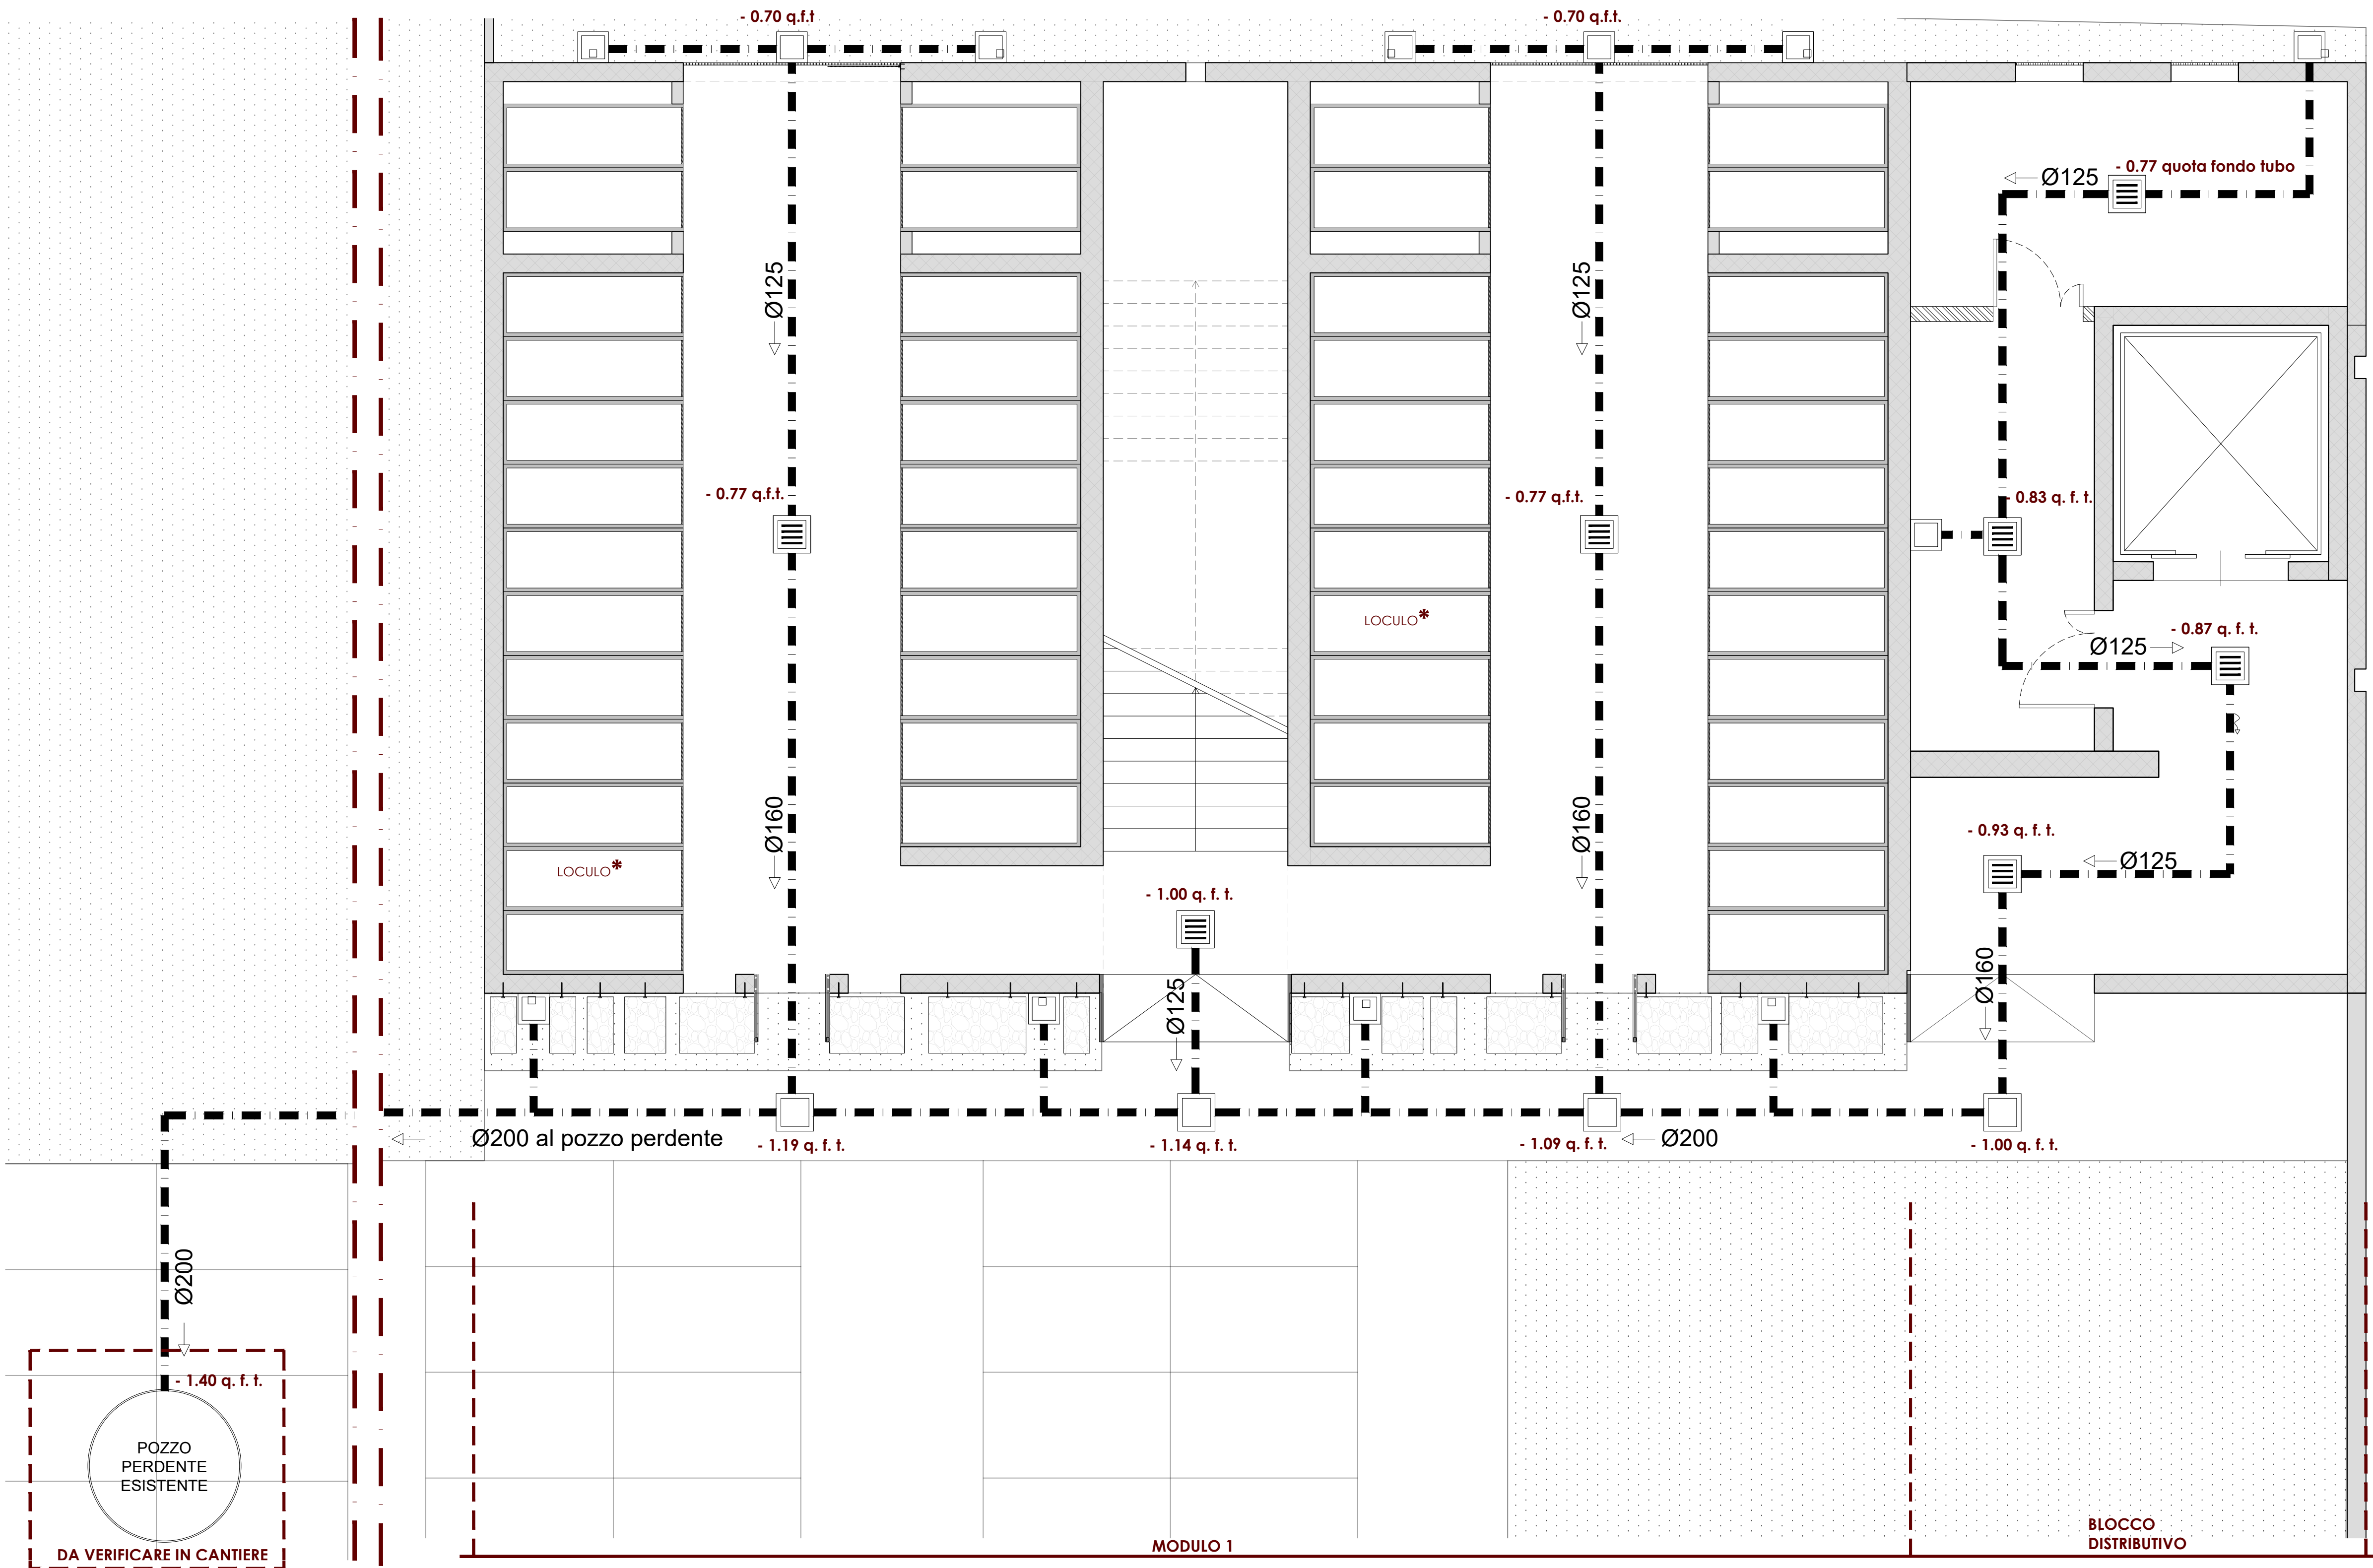 - 0.70 q.f.t
- 0.70 q.f.t.
- 0.77 quota fondo tubo
Ø125
Ø125
Ø125
- 0.77 q.f.t.
- 0.77 q.f.t.
- 0.83 q. f. t.
LOCULO*
- 0.87 q. f. t.
Ø125
Ø160
Ø160
- 0.93 q. f. t.
Ø125
LOCULO*
- 1.00 q. f. t.
Ø125
Ø160
Ø200 al pozzo perdente
- 1.19 q. f. t.
- 1.14 q. f. t.
- 1.09 q. f. t.
Ø200
- 1.00 q. f. t.
Ø200
- 1.40 q. f. t.
POZZO
PERDENTE
ESISTENTE
DA VERIFICARE IN CANTIERE
MODULO 1
BLOCCO
DISTRIBUTIVO